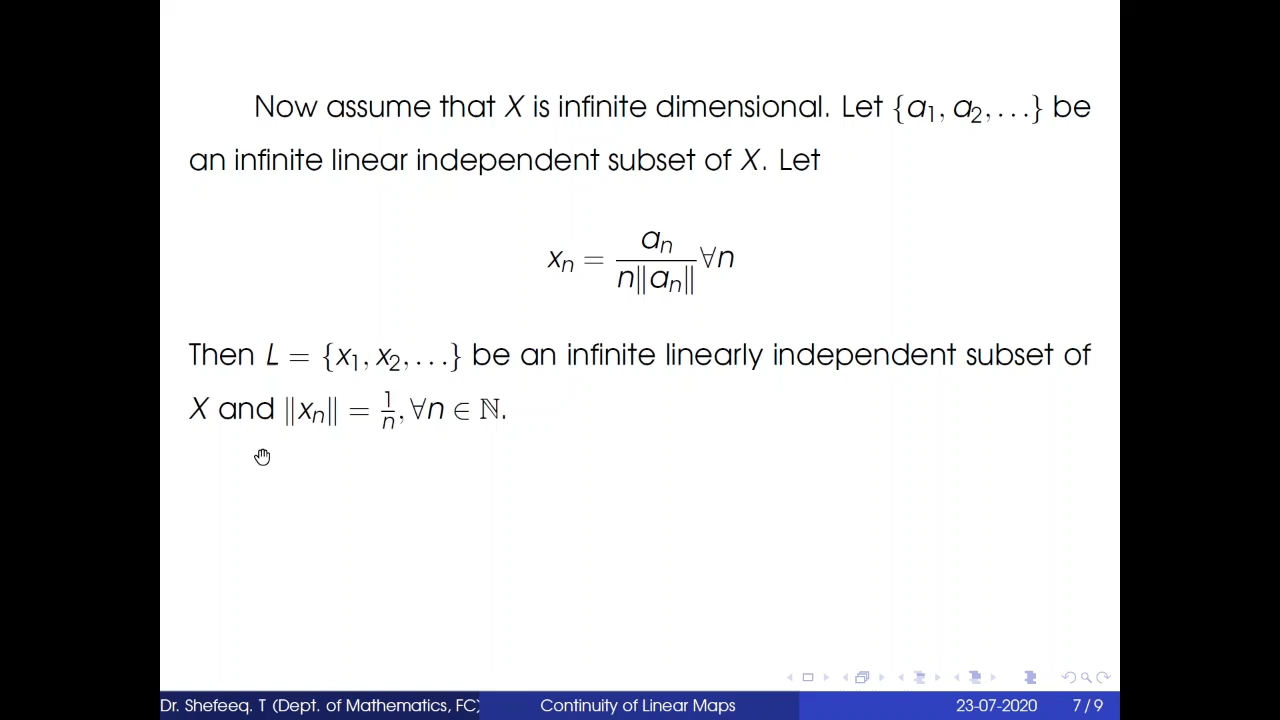 Now assume that X is infinite dimensional. Let {a₁, a₂, . . .} be
an infinite linear independent subset of X. Let
xₙ = aₙ / n‖aₙ‖ ∀n
Then L = {x₁, x₂, . . .} be an infinite linearly independent subset of
X and ‖xₙ‖ = 1/n, ∀n ∈ ℕ.
Dr. Shefeeq. T (Dept. of Mathematics, FC) Continuity of Linear Maps 23-07-2020 7 / 9